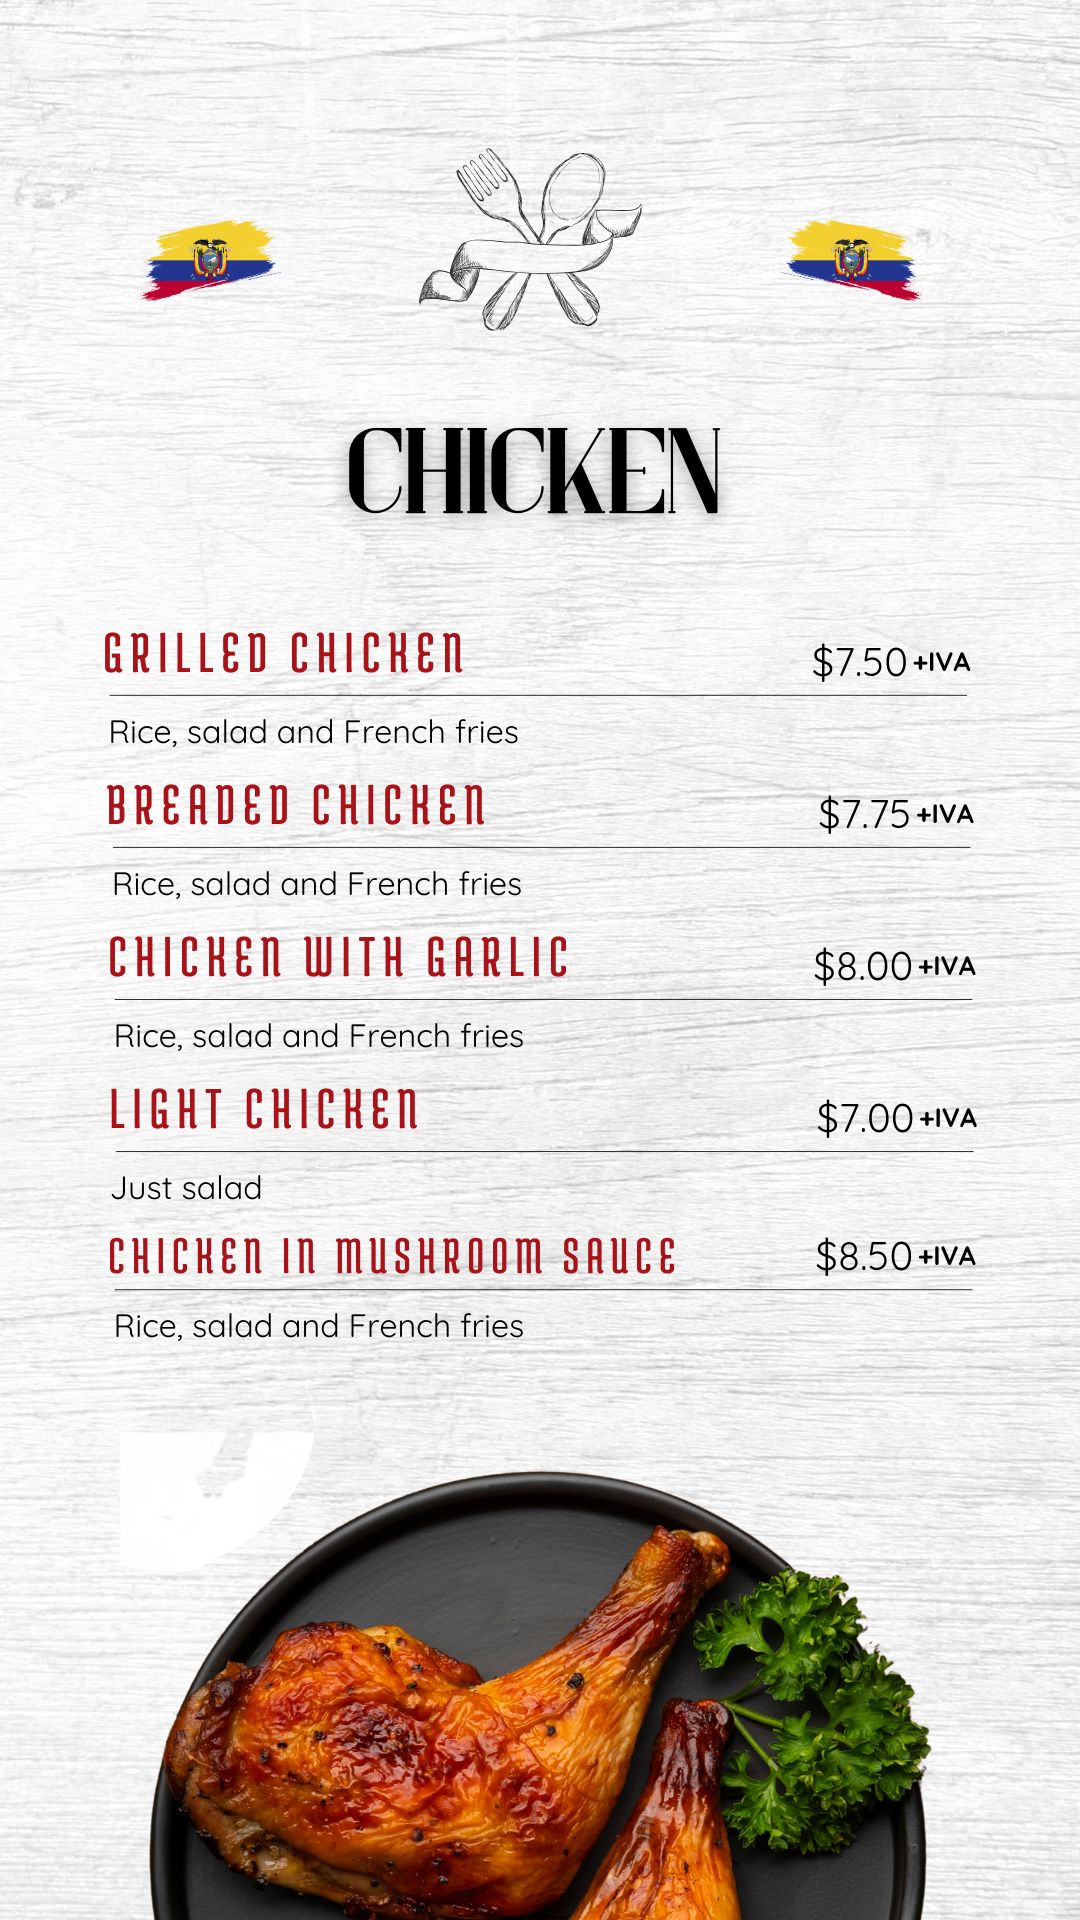 CHICKEN
GRILLED CHICKEN
$7.50 +IVA
Rice, salad and French fries
BREADED CHICKEN
$7.75 +IVA
Rice, salad and French fries
CHICKEN WITH GARLIC
$8.00 +IVA
Rice, salad and French fries
LIGHT CHICKEN
$7.00 +IVA
Just salad
CHICKEN IN MUSHROOM SAUCE
$8.50 +IVA
Rice, salad and French fries